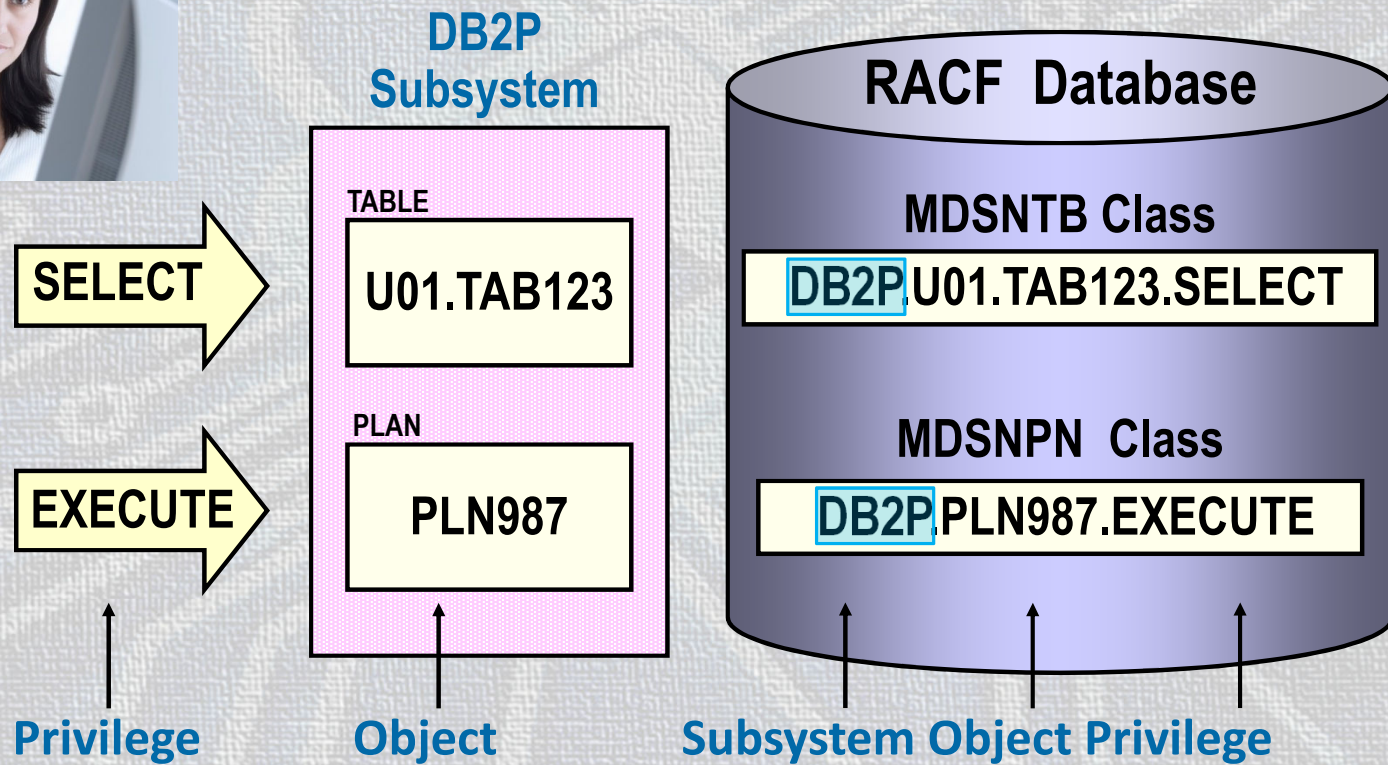 DB2P
Subsystem
RACF Database
TABLE
MDSNTB Class
SELECT
U01.TAB123
DB2P.U01.TAB123.SELECT
PLAN
MDSNPN Class
EXECUTE
PLN987
DB2P.PLN987.EXECUTE
Privilege
Object
Subsystem Object Privilege